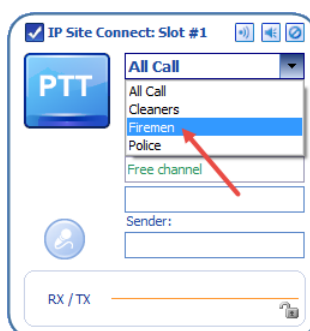 IP Site Connect: Slot #1
PTT
All Call
All Call
Cleaners
Firemen
Police
Free channel
Sender:
RX / TX